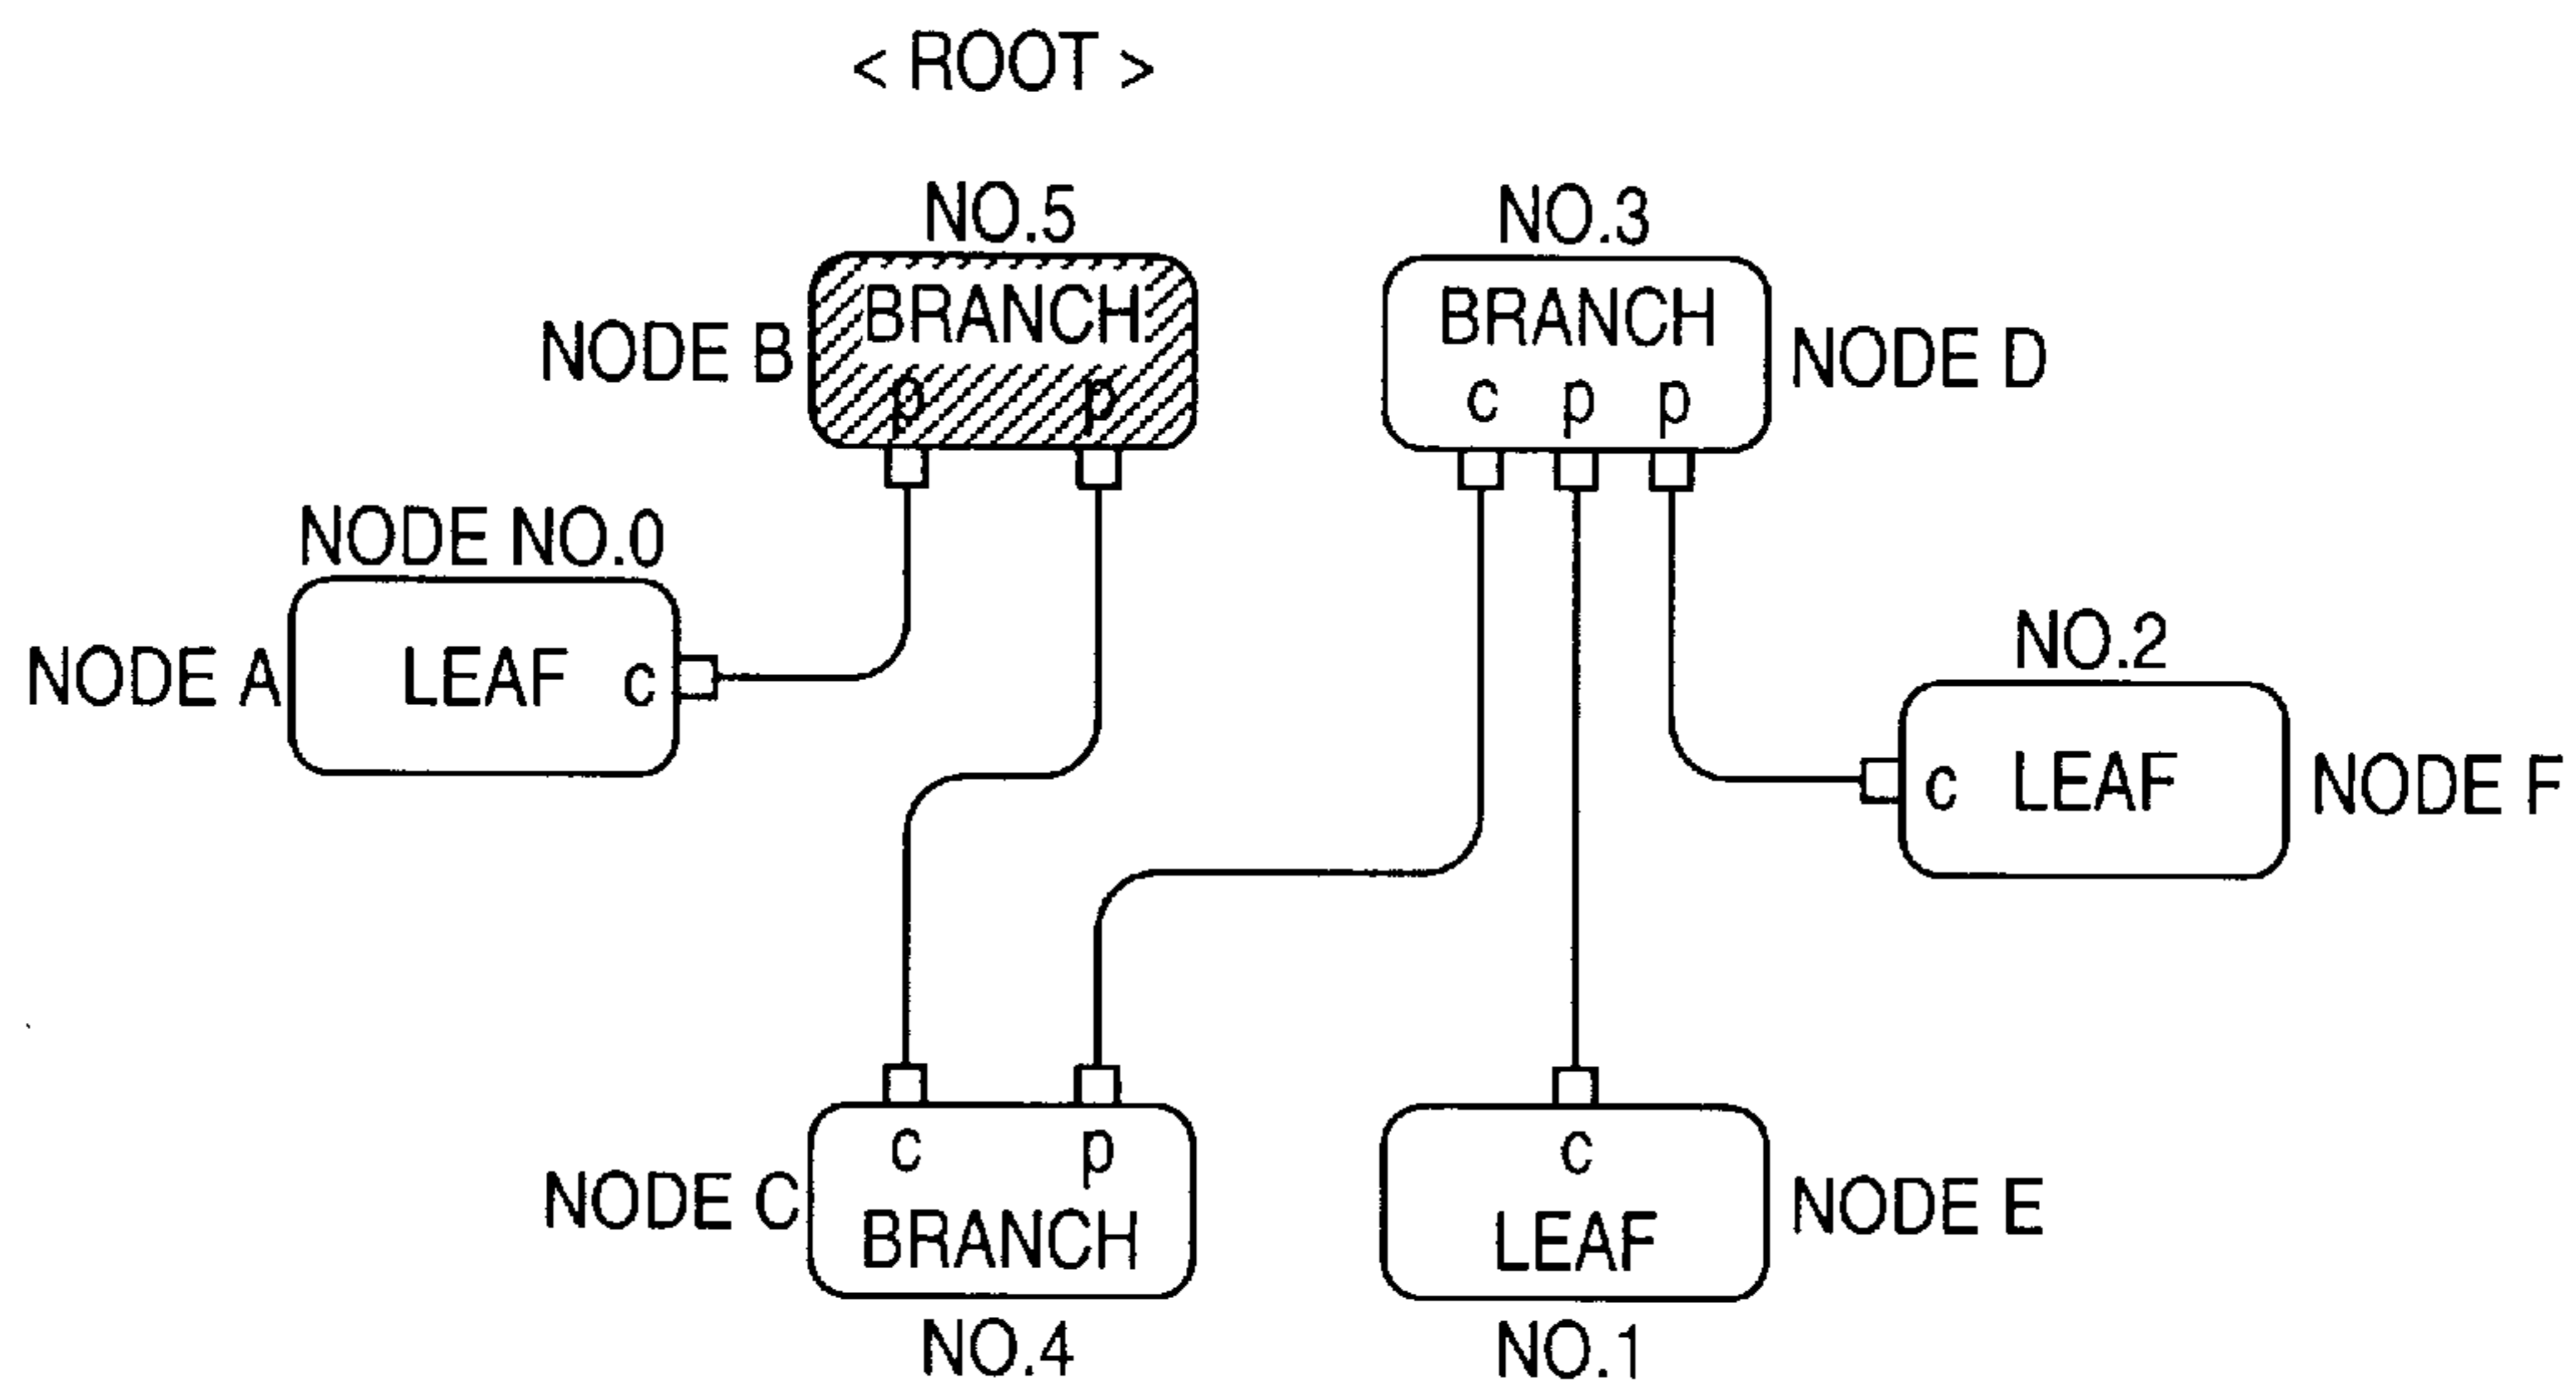 < ROOT >
NO.5
NO.3
BRANCH
BRANCH
NODE B
NODE D
p
p
c
p
p
NODE NO.0
NO.2
NODE A
LEAF
c
c
LEAF
NODE F
c
p
c
NODE C
NODE E
BRANCH
LEAF
NO.4
NO.1